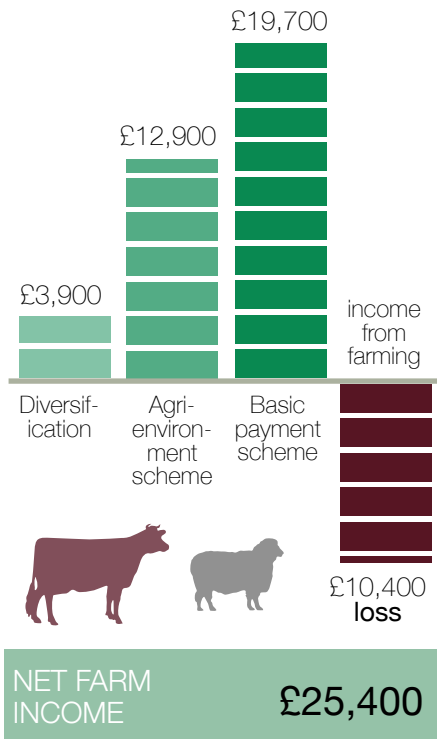 £19,700
£12,900
£3,900
income
from
farming
Diversif-
ication
Agri-
environ-
ment
scheme
Basic
payment
scheme
£10,400
loss
NET FARM
INCOME
£25,400